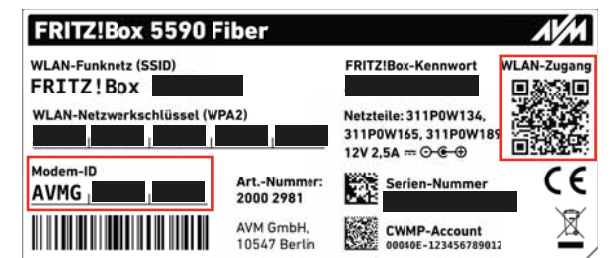 FRITZ!Box 5590 Fiber
AVM
WLAN-Funknetz (SSID)
FRITZ!Box
FRITZ!Box-Kennwort
WLAN-Zugang
WLAN-Netzwerkschlüssel (WPA2)
Netzteile: 311P0W134,
311P0W165, 311P0W189
12V 2,5A
Modem-ID
AVMG
Art.-Nummer:
2000 2981
Serien-Nummer
CE
AVM GmbH,
10547 Berlin
CWMP-Account
00040E-123456789012